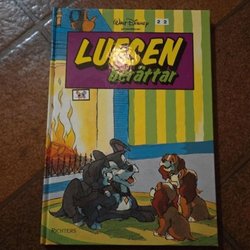 Walt Disney
22
LUFSEN
berättar
RICHTERS